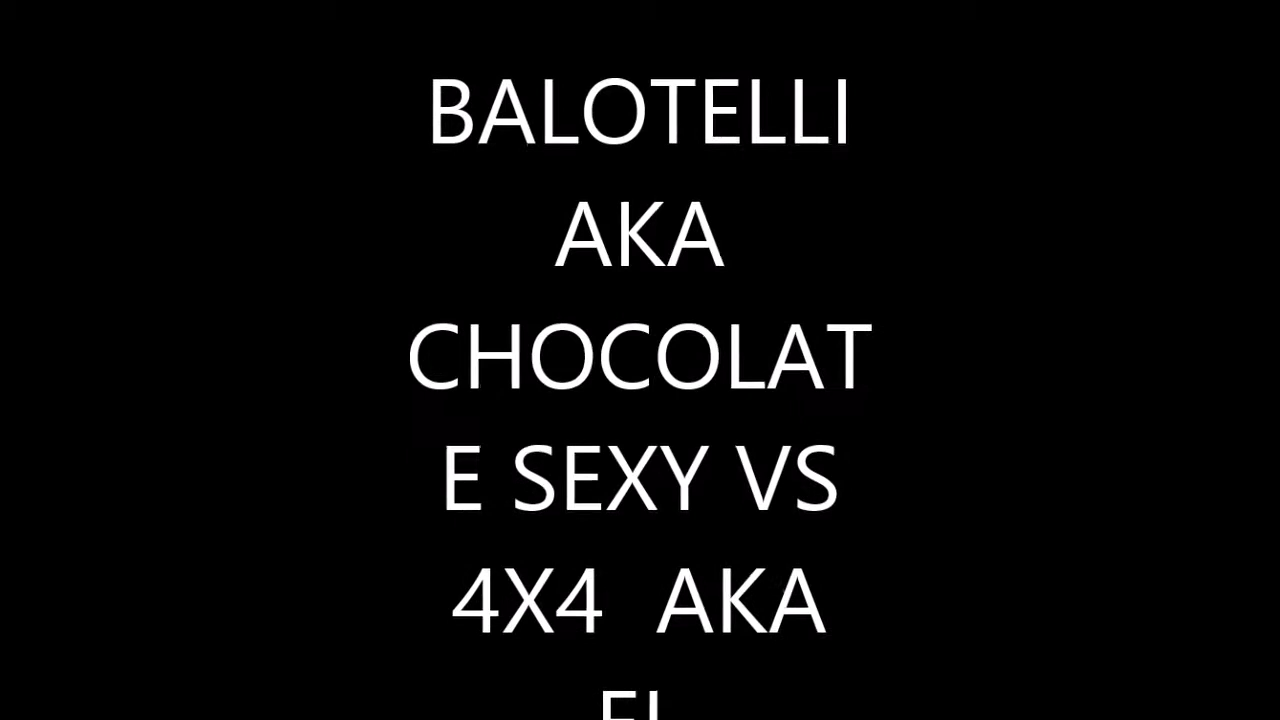 BALOTELLI
AKA
CHOCOLAT
E SEXY VS
4X4  AKA